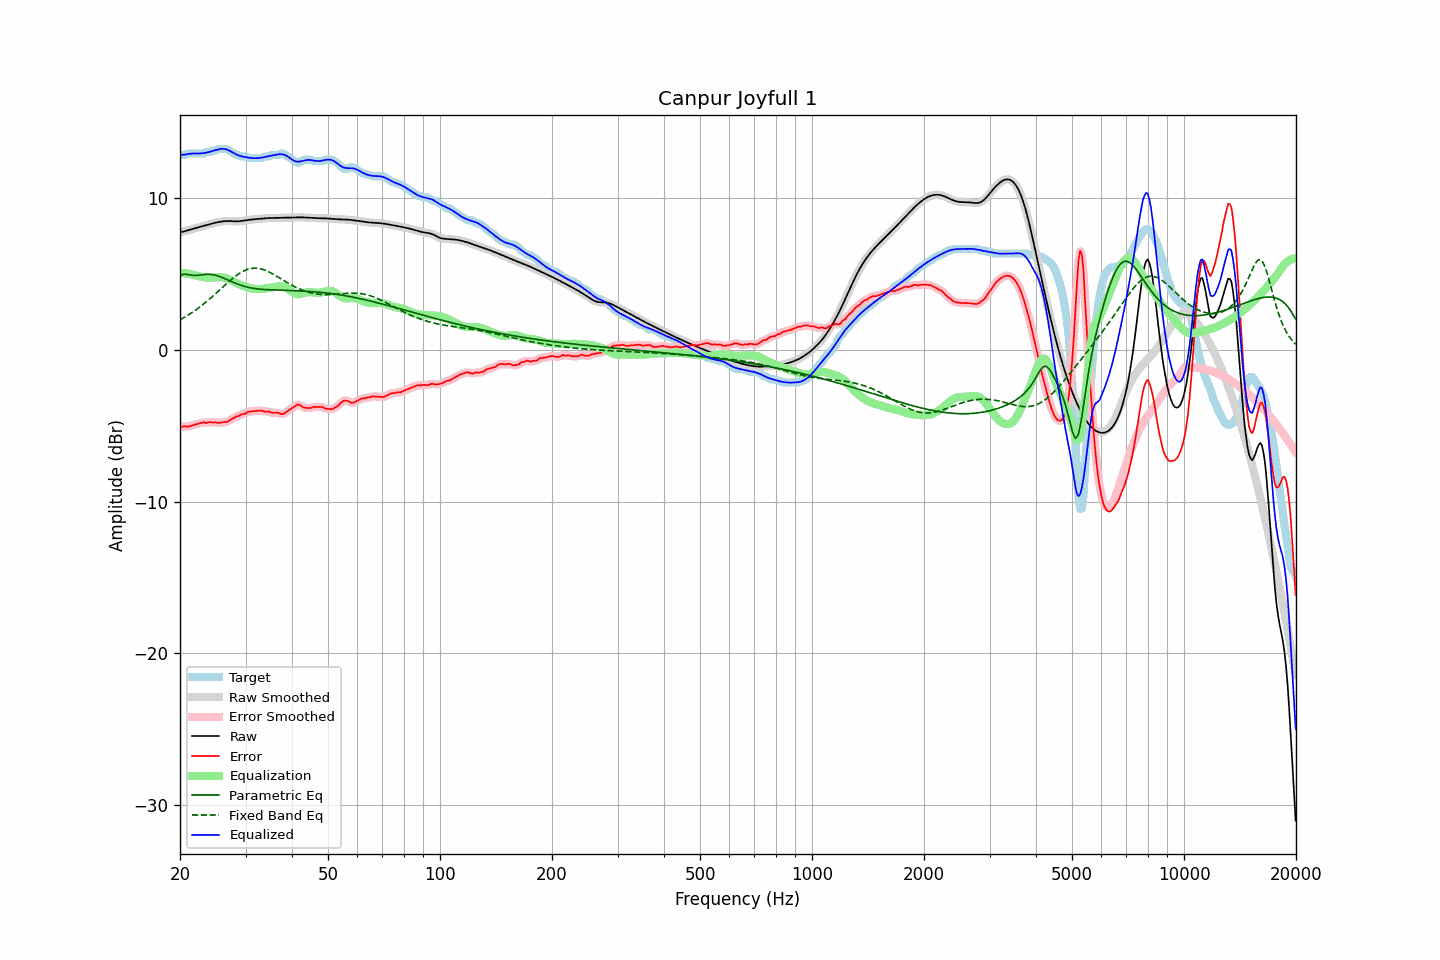 Canpur Joyfull 1
Amplitude (dBr)
10
0
−10
−20
−30
Target
Raw Smoothed
Error Smoothed
Raw
Error
Equalization
Parametric Eq
Fixed Band Eq
Equalized
20 50 100 200 500 1000 2000 5000 10000 20000
Frequency (Hz)